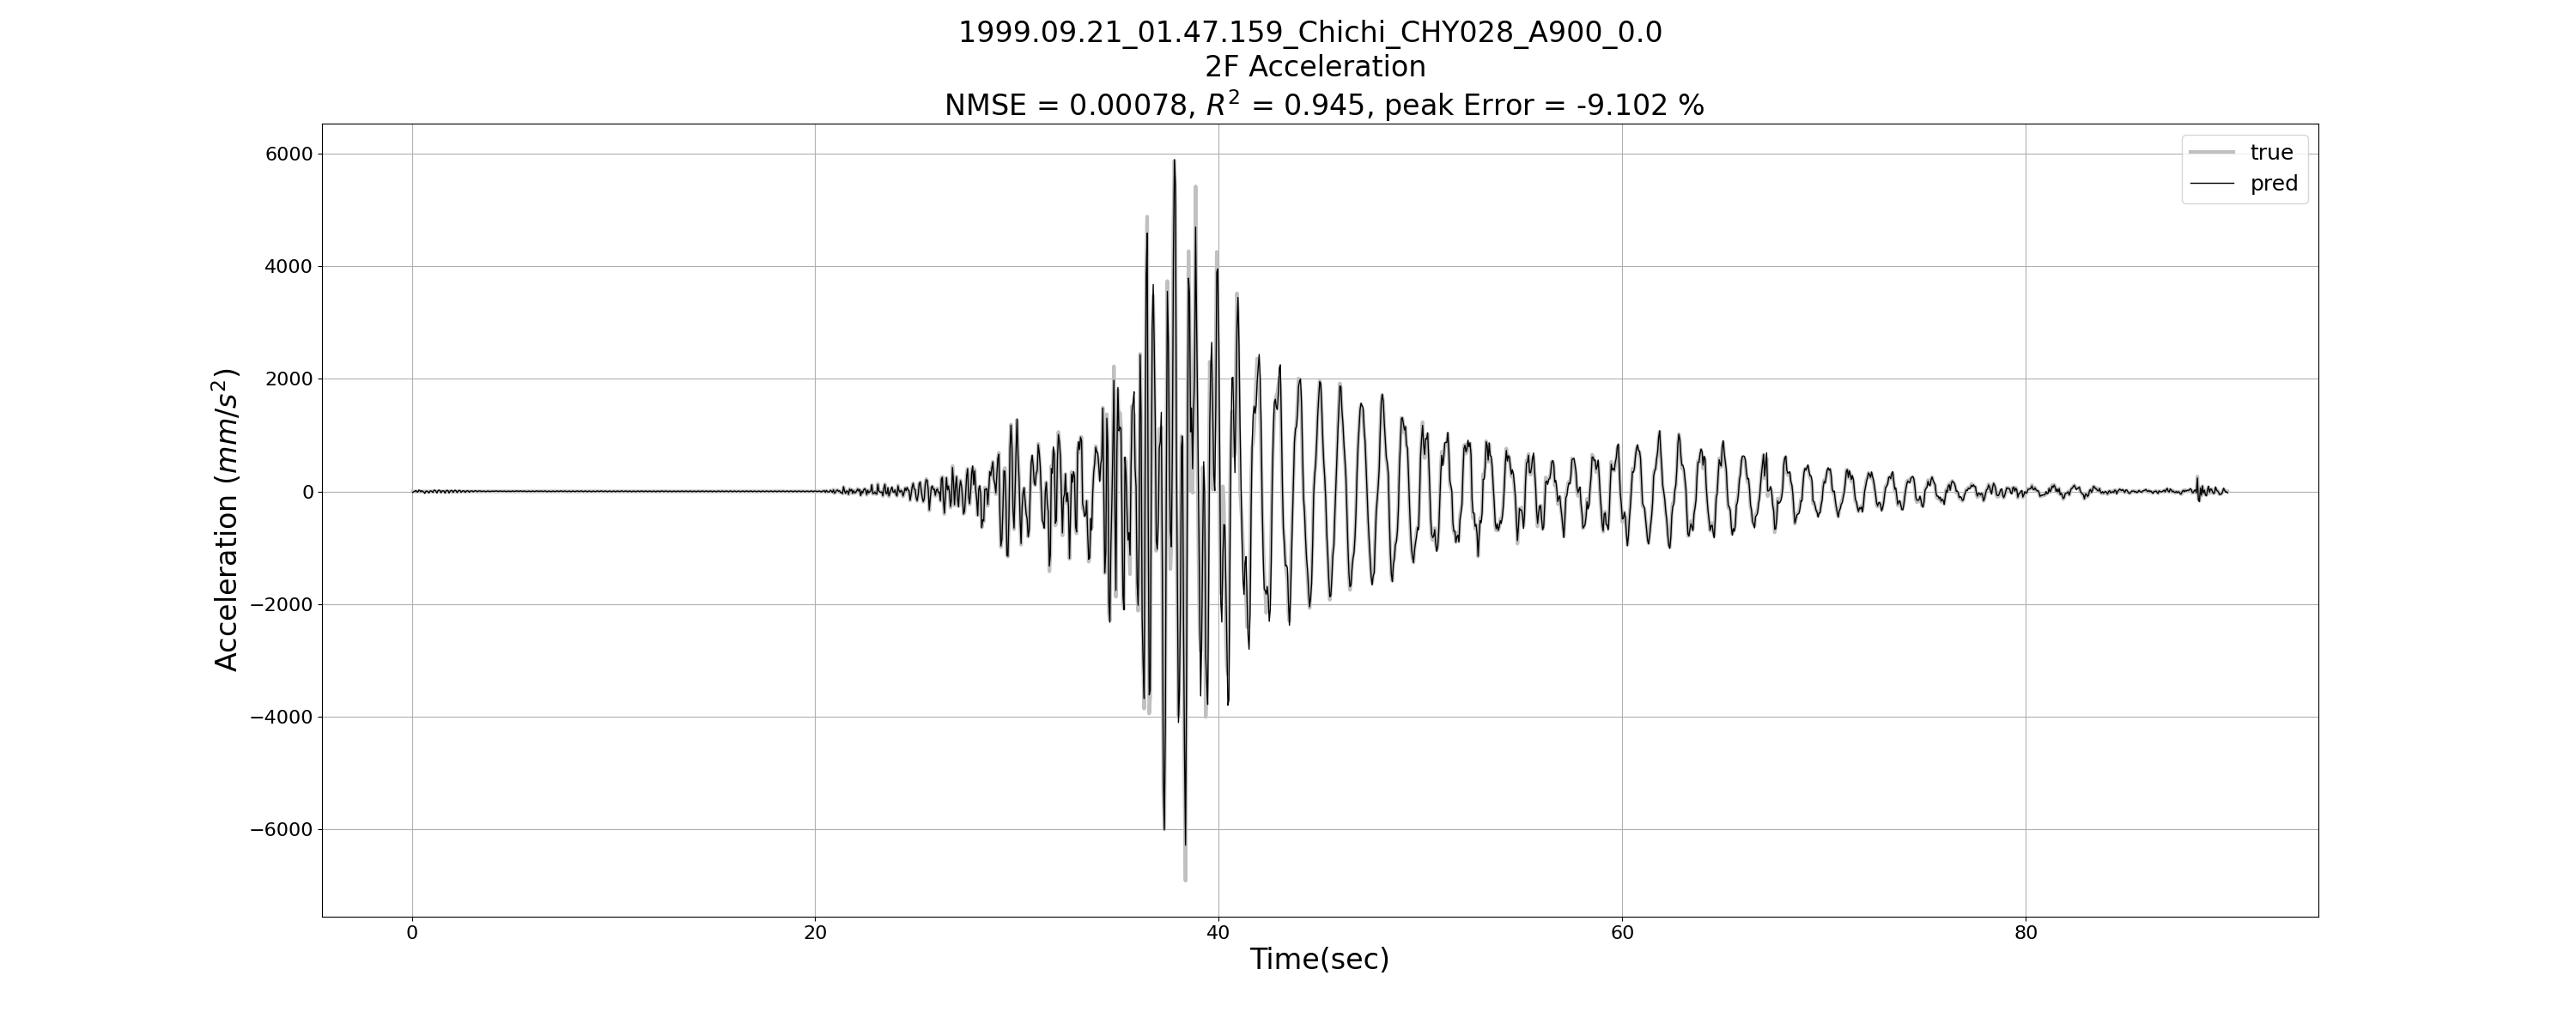 1999.09.21_01.47.159_Chichi_CHY028_A900_0.0
2F Acceleration
NMSE = 0.00078, R² = 0.945, peak Error = -9.102 %
true
pred
6000
4000
2000
0
−2000
−4000
−6000
Acceleration (mm/s²)
0 20 40 60 80
Time(sec)